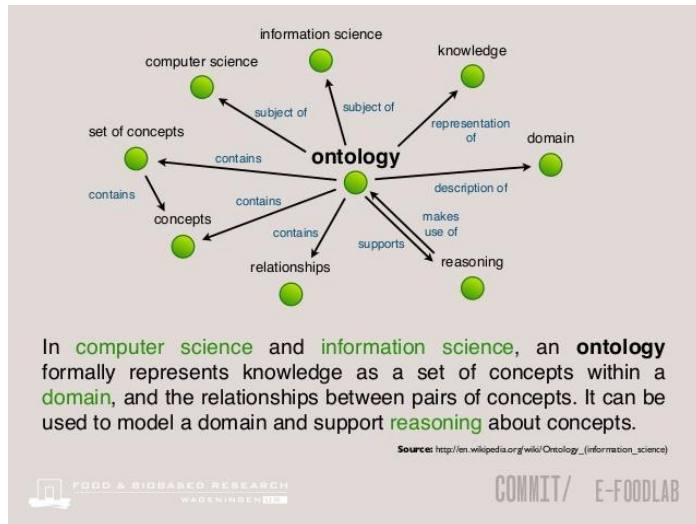 information science
computer science
knowledge
subject of
subject of
representation
of
set of concepts
domain
contains
ontology
contains
description of
contains
concepts
makes
use of
contains
supports
relationships
reasoning
In computer science and information science, an ontology
formally represents knowledge as a set of concepts within a
domain, and the relationships between pairs of concepts. It can be
used to model a domain and support reasoning about concepts.
Source: http://en.wikipedia.org/wiki/Ontology_(information_science)
FOOD & BIOBASED RESEARCH
WAGENINGEN UR
COMMIT/
E-FOODLAB